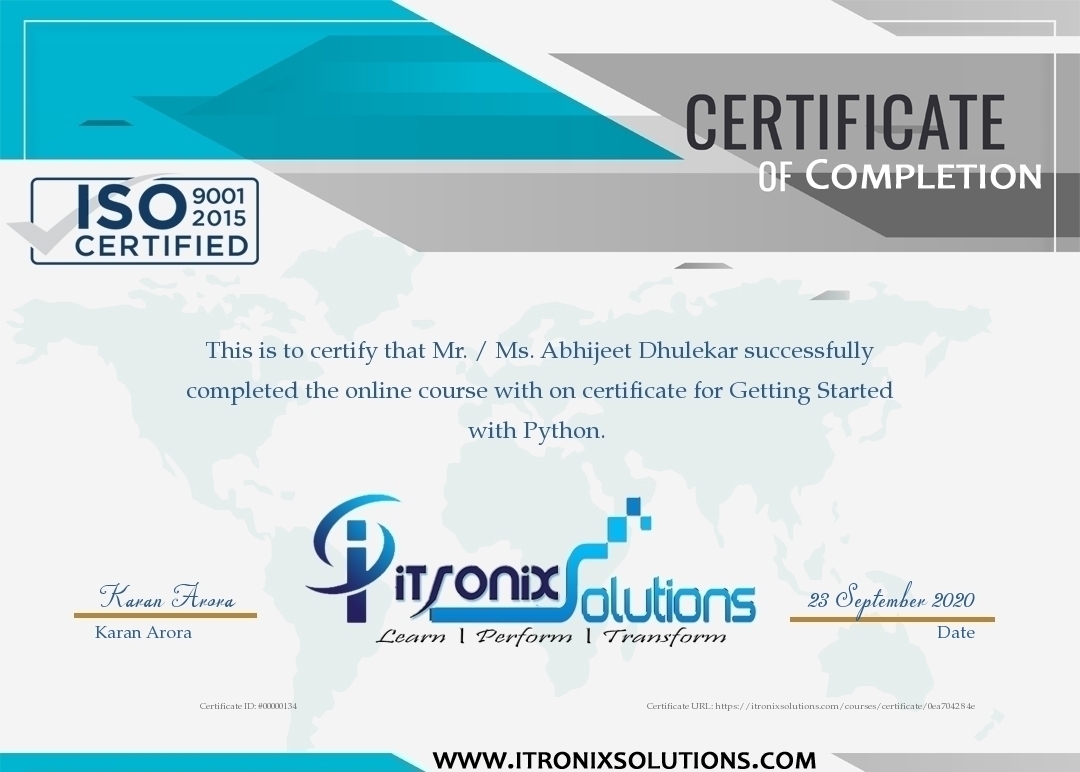 CERTIFICATE
OF COMPLETION
ISO 9001
2015
CERTIFIED
This is to certify that Mr. / Ms. Abhijeet Dhulekar successfully
completed the online course with on certificate for Getting Started
with Python.
iTronix Solutions
Learn | Perform | Transform
Karan Arora
Karan Arora
23 September 2020
Date
Certificate ID: #00000134
Certificate URL: https://itronixsolutions.com/courses/certificate/0ea704284e
WWW.ITRONIXSOLUTIONS.COM